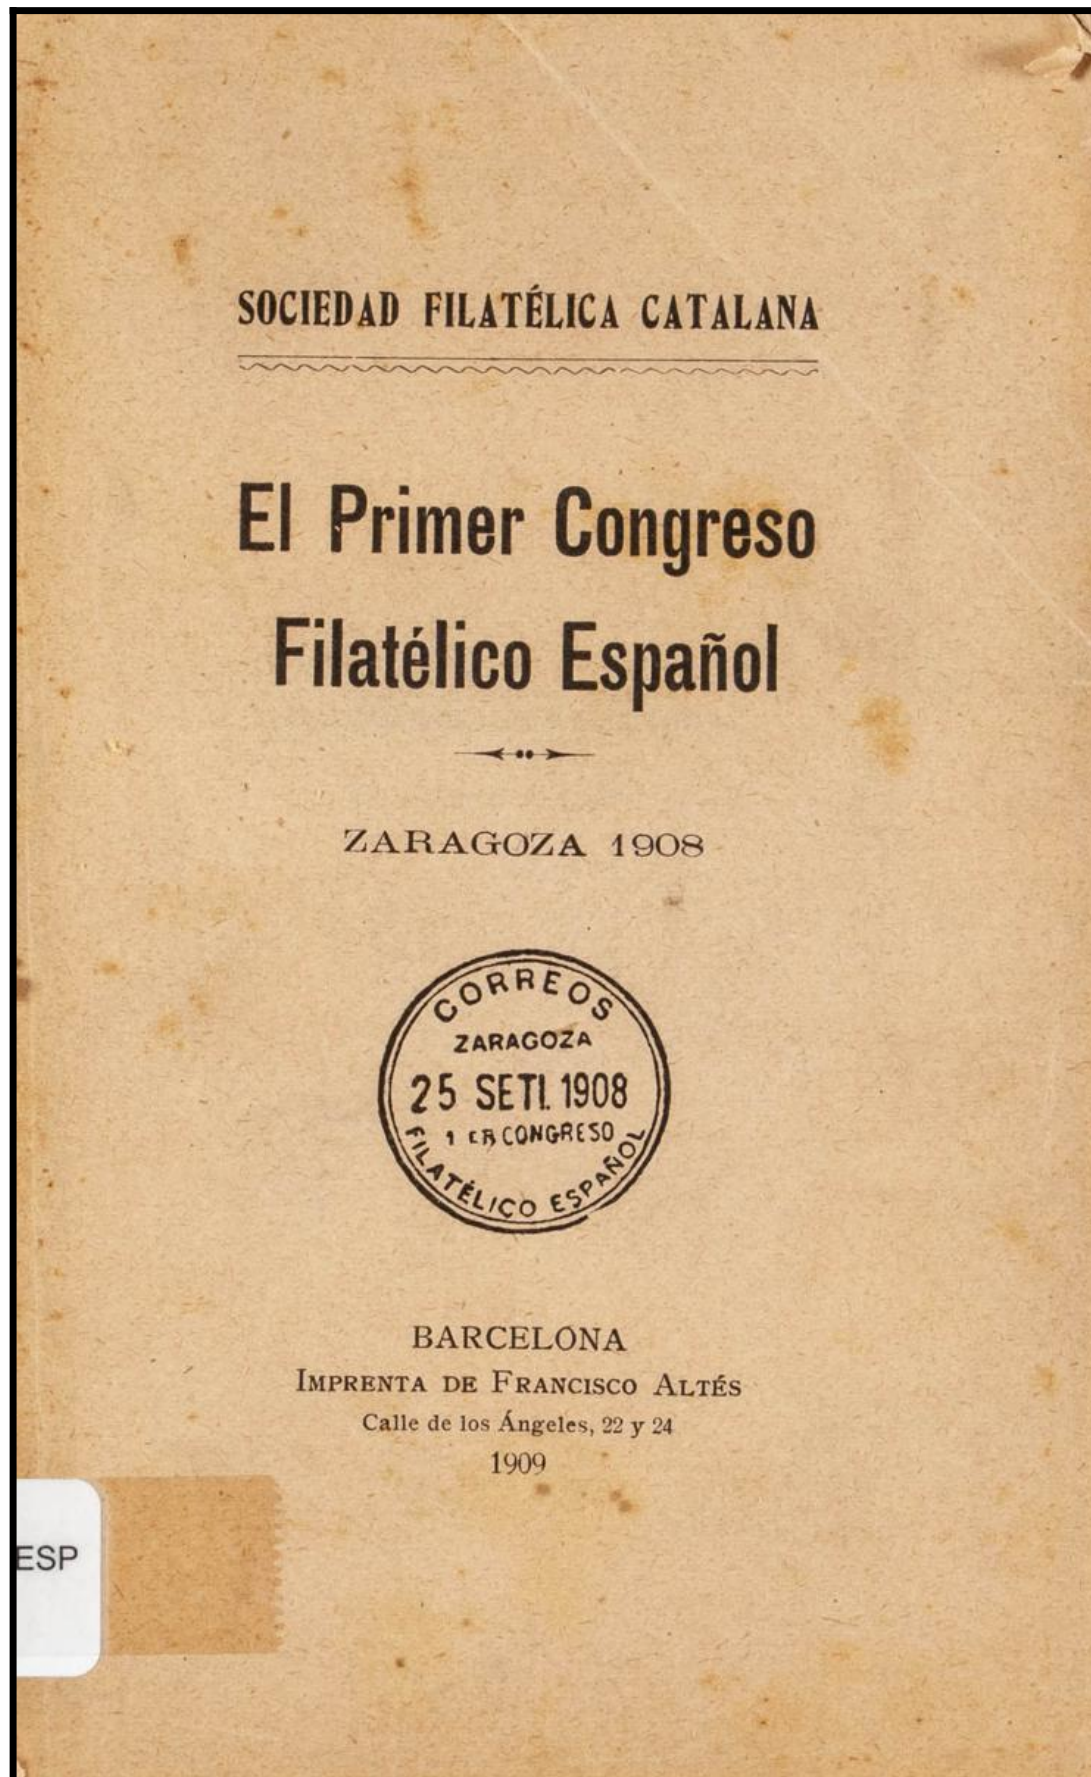 SOCIEDAD FILATÉLICA CATALANA
El Primer Congreso
Filatélico Español
ZARAGOZA 1908
CORREOS
ZARAGOZA
25 SETI. 1908
1 ER CONGRESO
FILATÉLICO ESPAÑOL
BARCELONA
IMPRENTA DE FRANCISCO ALTÉS
Calle de los Ángeles, 22 y 24
1909
ESP